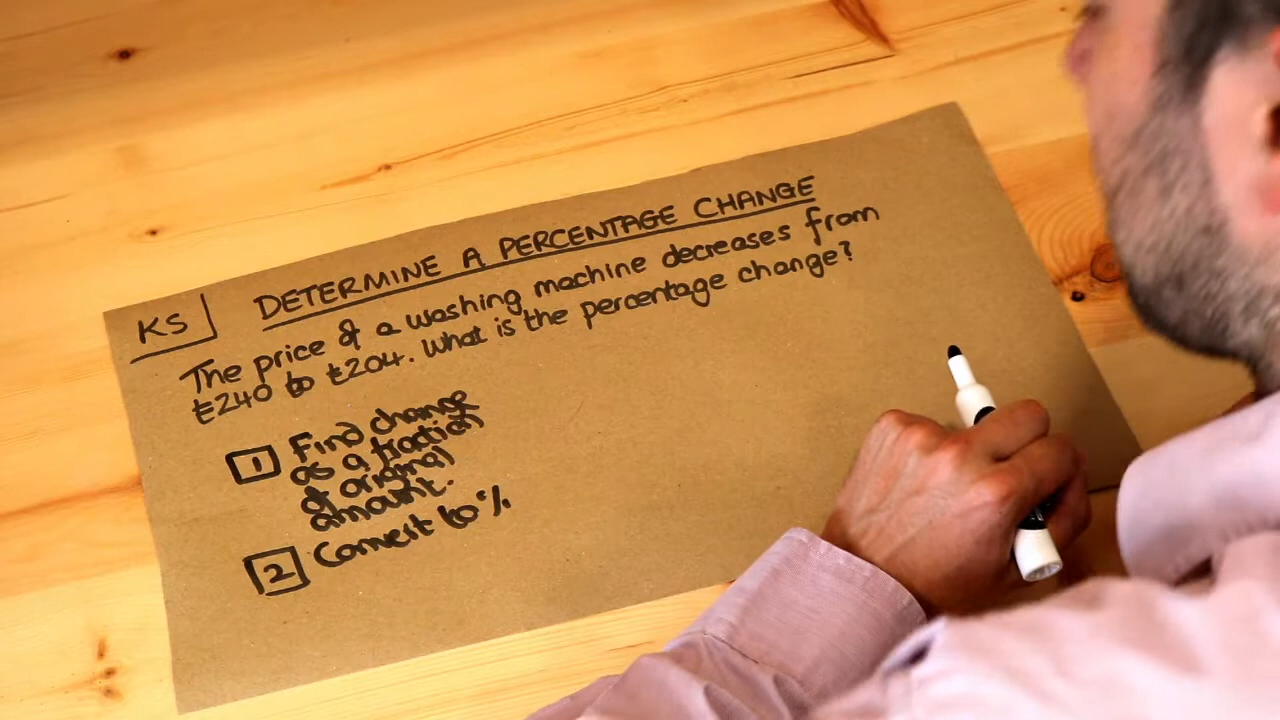 KS
DETERMINE A PERCENTAGE CHANGE
The price of a washing machine decreases from
£240 to £204. What is the percentage change?
1 Find change
as a fraction
of original
amount.
2 Convert to %